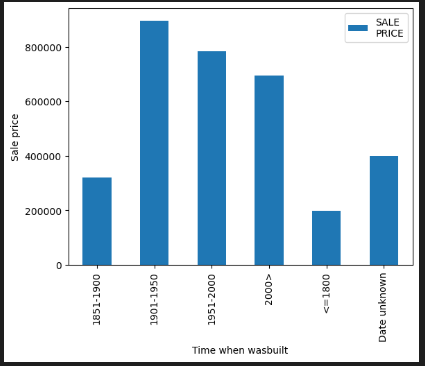 SALE
PRICE
800000
600000
400000
200000
0
Sale price
1851-1900
1901-1950
1951-2000
2000>
<=1800
Date unknown
Time when wasbuilt